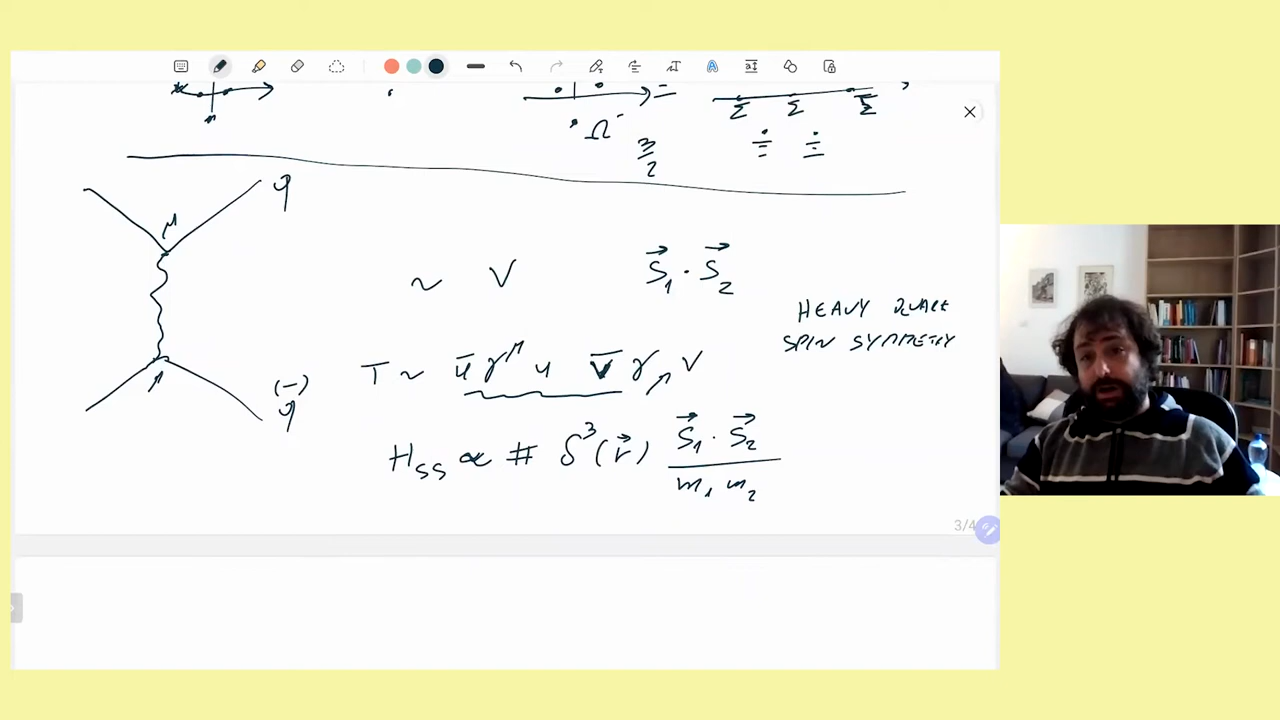 Ω⁻
3/2
Σ Σ Σ
μ q
~ V S⃗₁ · S⃗₂
HEAVY QUARK
SPIN SYMMETRY
T ~ ū γ^μ u v̄ γ_μ v
(-)
q
H_SS ∝ # δ³(r⃗) S⃗₁ · S⃗₂
m₁ m₂
3/4